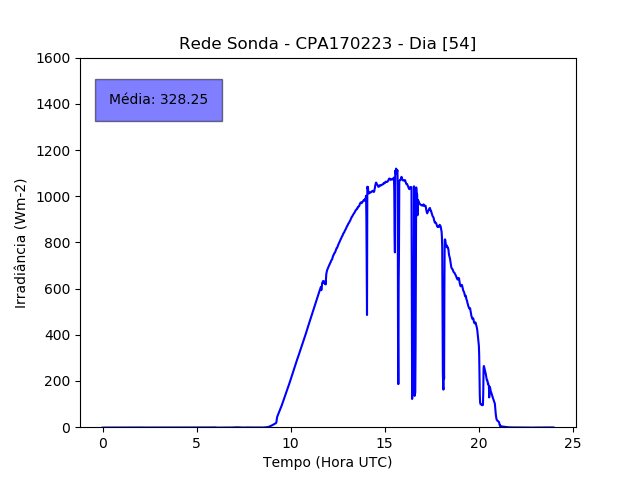 Rede Sonda - CPA170223 - Dia [54]
1600
1400
1200
1000
800
600
400
200
0
Média: 328.25
Irradiância (Wm-2)
0 5 10 15 20 25
Tempo (Hora UTC)